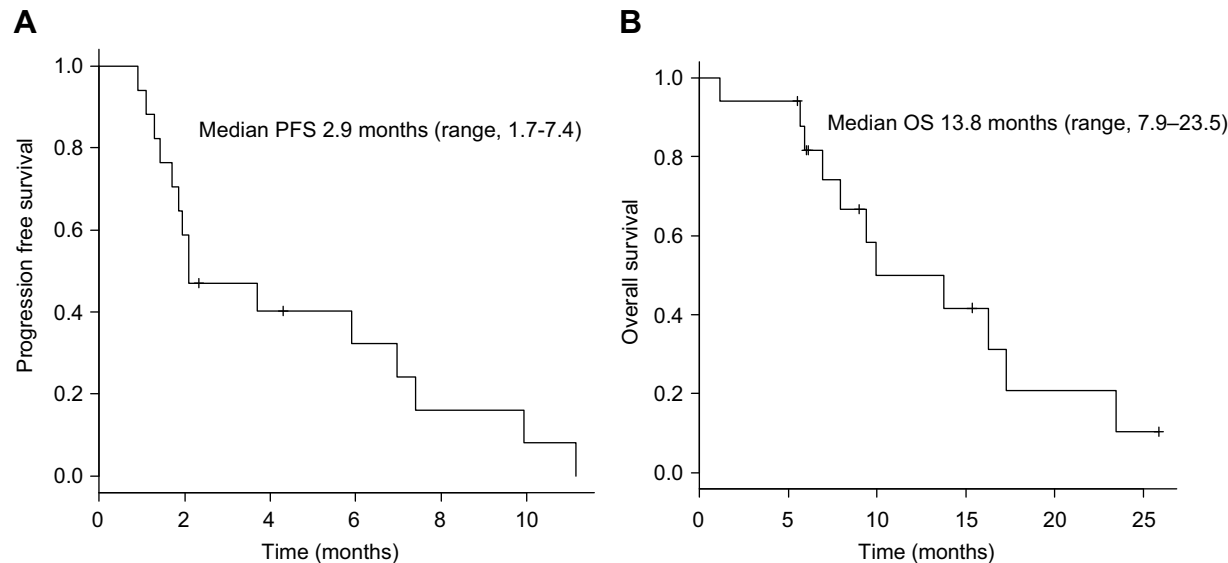 A
Progression free survival
1.0
0.8
0.6
0.4
0.2
0.0
Median PFS 2.9 months (range, 1.7-7.4)
0 2 4 6 8 10
Time (months)
B
Overall survival
1.0
0.8
0.6
0.4
0.2
0.0
Median OS 13.8 months (range, 7.9–23.5)
0 5 10 15 20 25
Time (months)